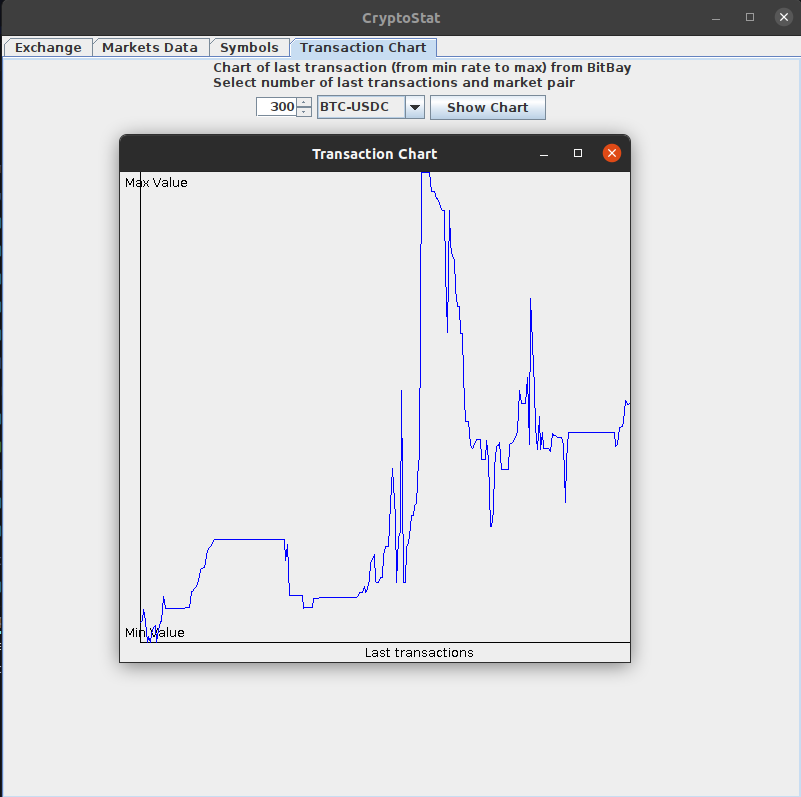 CryptoStat
Exchange Markets Data Symbols Transaction Chart
Chart of last transaction (from min rate to max) from BitBay
Select number of last transactions and market pair
300 BTC-USDC Show Chart
Transaction Chart
Max Value
Min Value
Last transactions